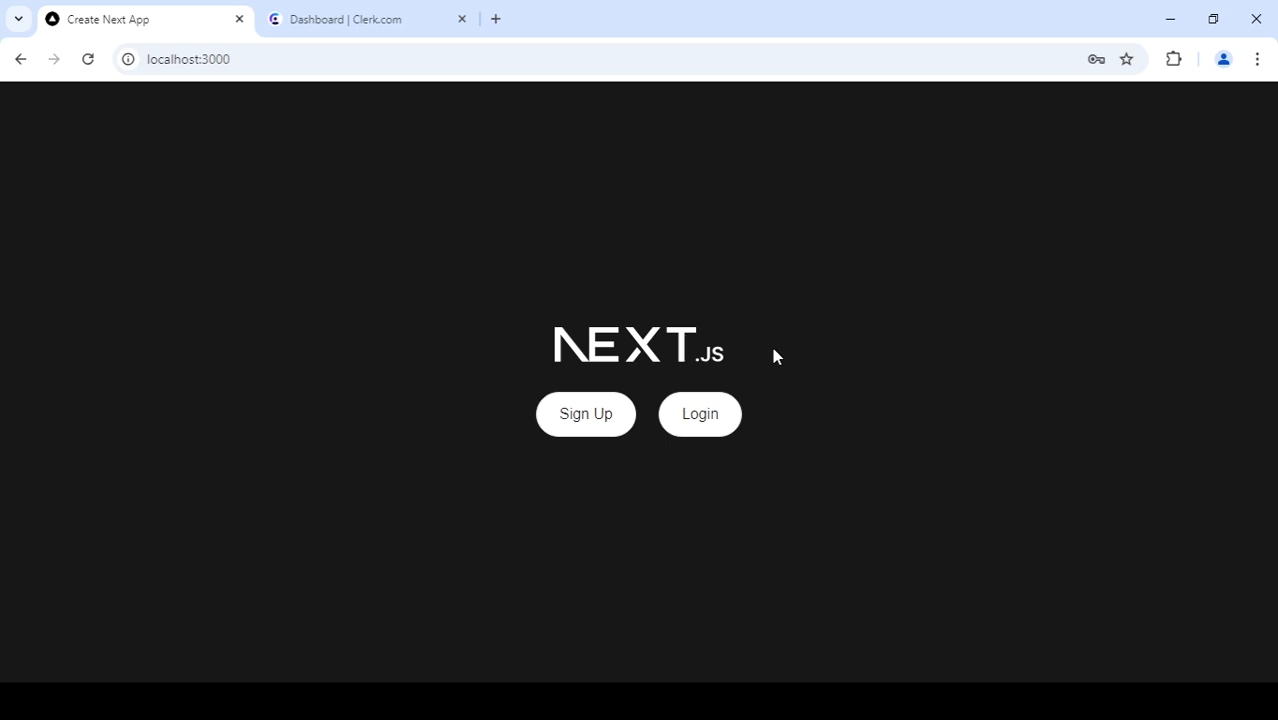 Create Next App
Dashboard | Clerk.com
localhost:3000
NEXT.JS
Sign Up
Login